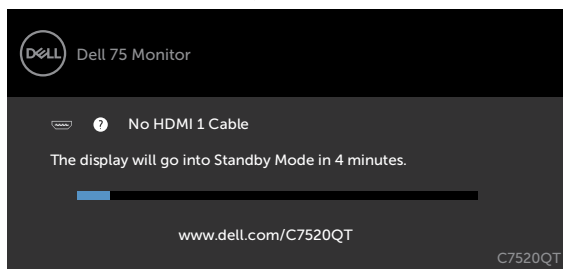 DELL
Dell 75 Monitor
? No HDMI 1 Cable
The display will go into Standby Mode in 4 minutes.
www.dell.com/C7520QT
C7520QT